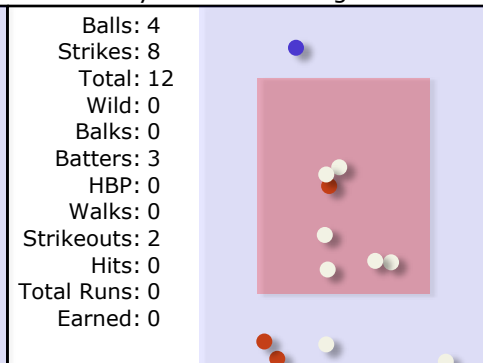 Balls: 4
Strikes: 8
Total: 12
Wild: 0
Balks: 0
Batters: 3
HBP: 0
Walks: 0
Strikeouts: 2
Hits: 0
Total Runs: 0
Earned: 0